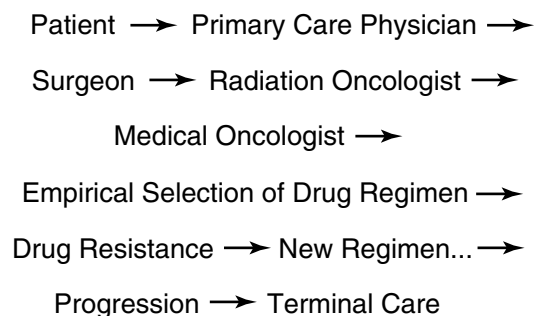 Patient → Primary Care Physician →
Surgeon → Radiation Oncologist →
Medical Oncologist →
Empirical Selection of Drug Regimen →
Drug Resistance → New Regimen... →
Progression → Terminal Care